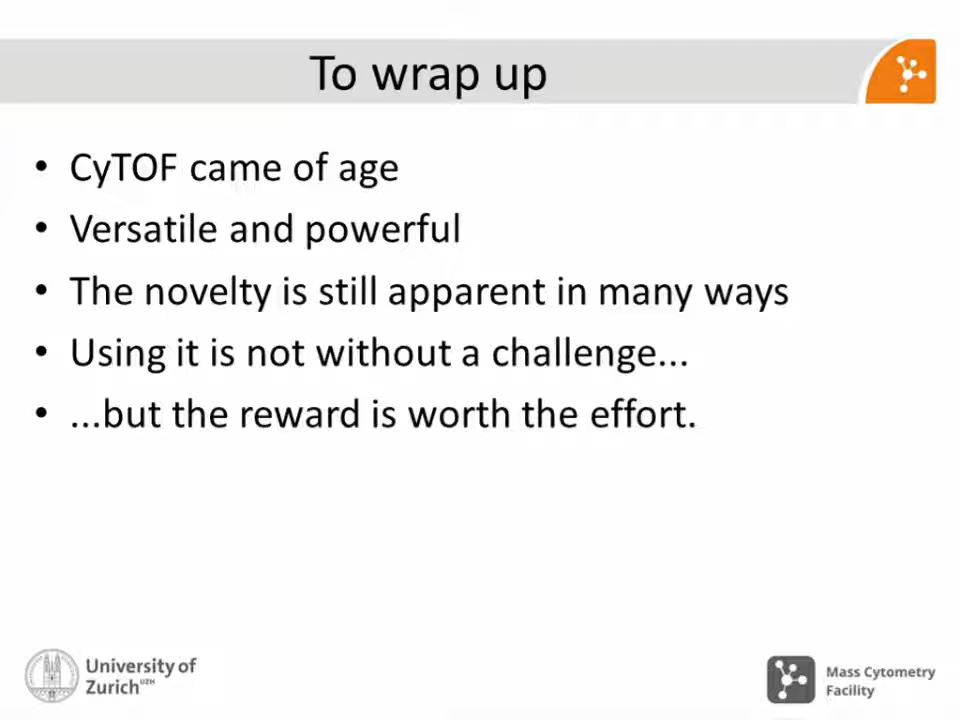 To wrap up
• CyTOF came of age
• Versatile and powerful
• The novelty is still apparent in many ways
• Using it is not without a challenge...
• ...but the reward is worth the effort.
University of
Zurich UZH
Mass Cytometry
Facility